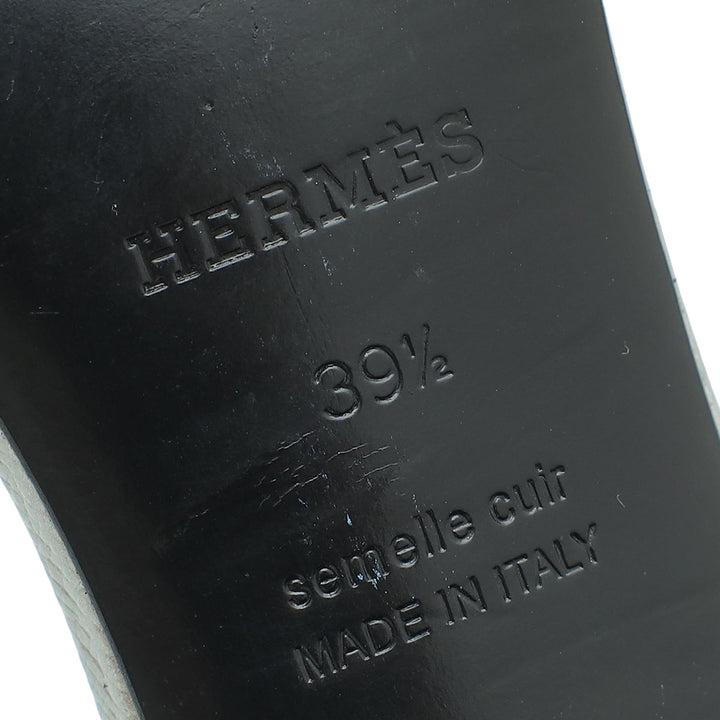 HERMÈS
39½
semelle cuir
MADE IN ITALY